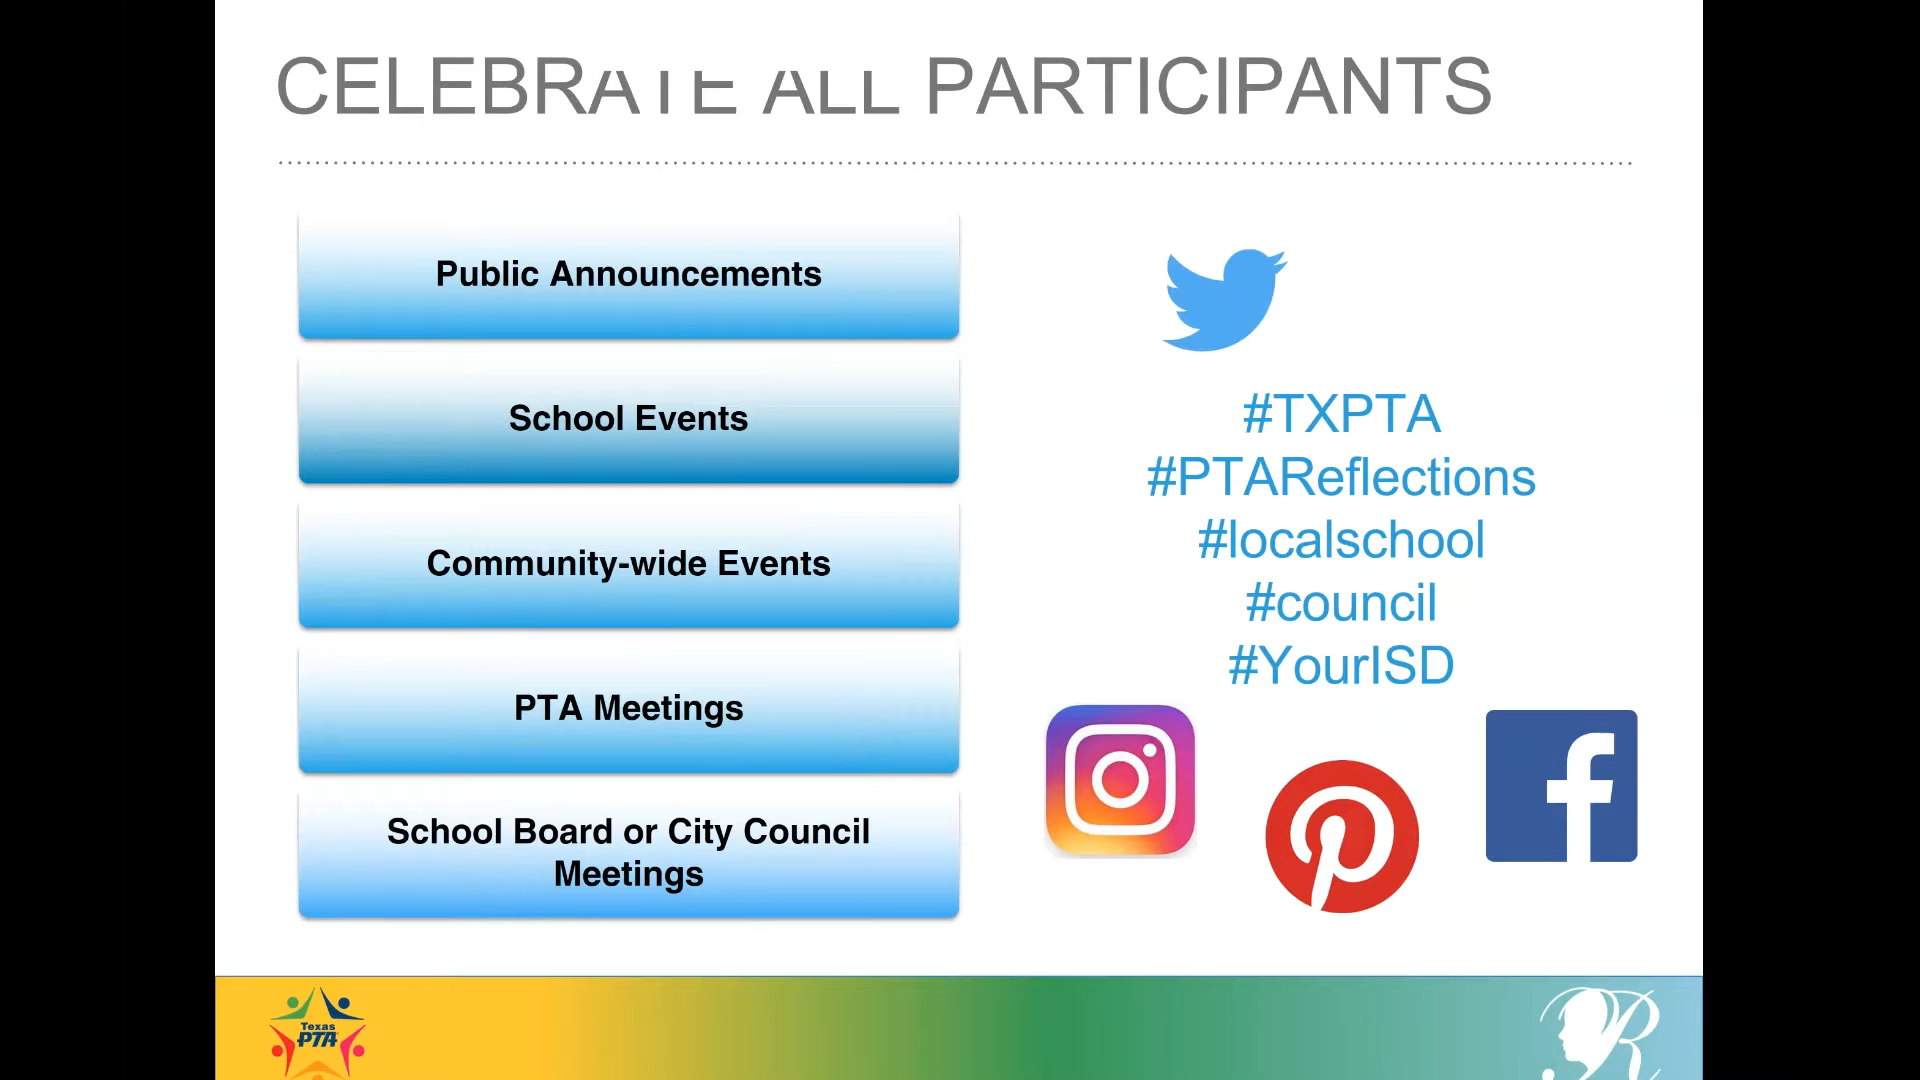 CELEBRATE ALL PARTICIPANTS
Public Announcements
School Events
Community-wide Events
PTA Meetings
School Board or City Council
Meetings
#TXPTA
#PTAReflections
#localschool
#council
#YourISD
Texas
PTA
R